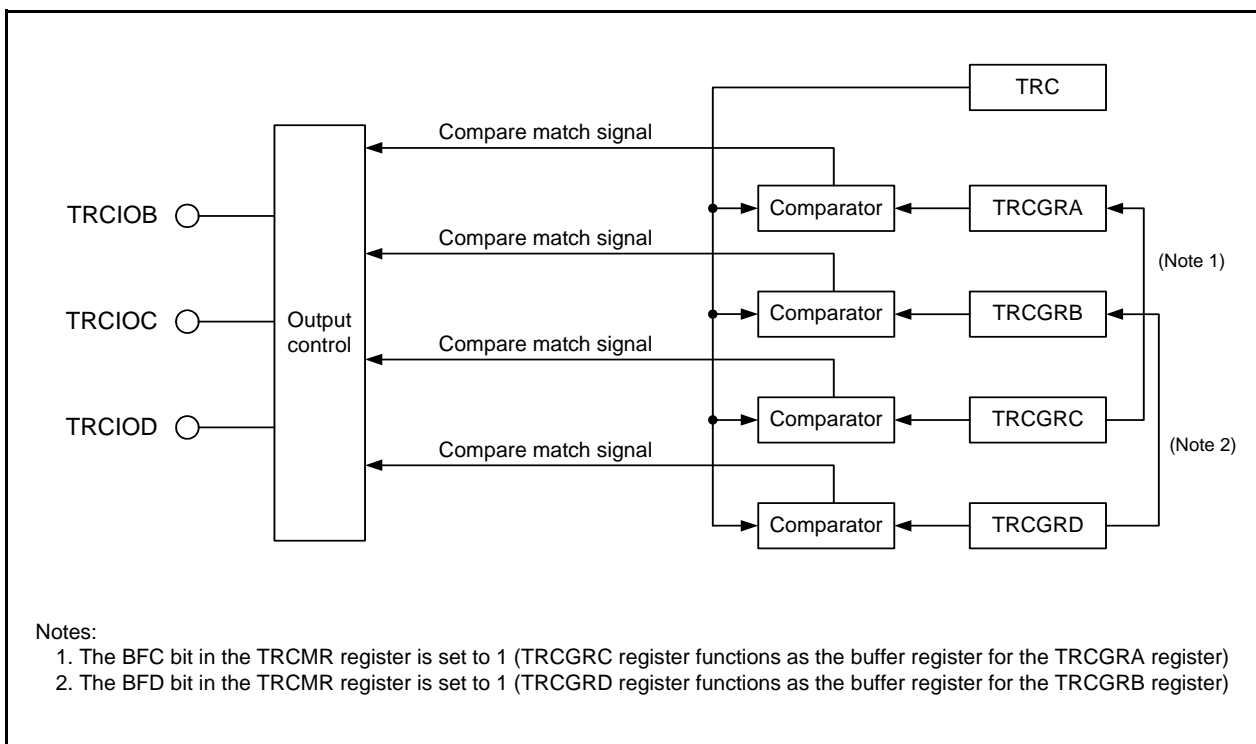 TRC
Compare match signal
Comparator
TRCGRA
TRCIOB
Compare match signal
(Note 1)
Comparator
TRCGRB
TRCIOC
Output
control
Compare match signal
Comparator
TRCGRC
TRCIOD
(Note 2)
Compare match signal
Comparator
TRCGRD
Notes:
1. The BFC bit in the TRCMR register is set to 1 (TRCGRC register functions as the buffer register for the TRCGRA register)
2. The BFD bit in the TRCMR register is set to 1 (TRCGRD register functions as the buffer register for the TRCGRB register)